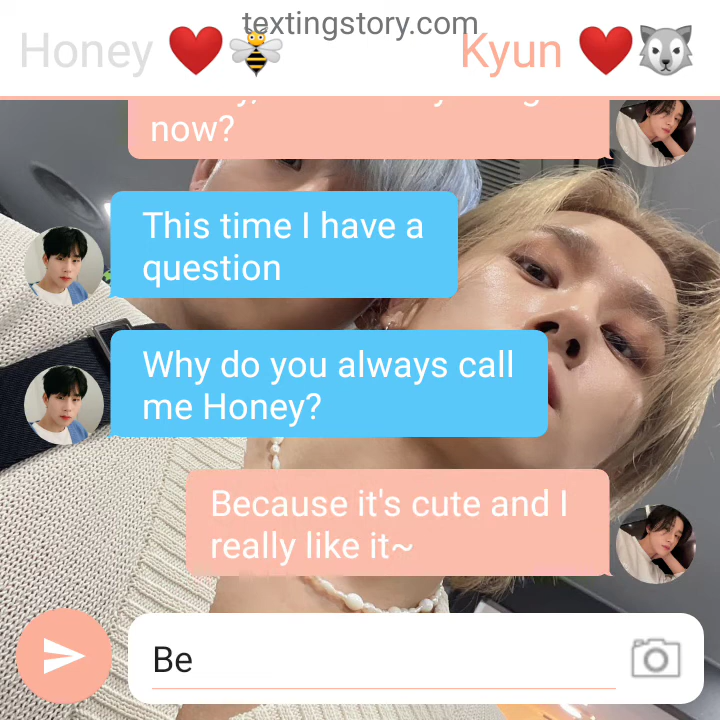 textingstory.com
Honey ❤️🐝
Kyun ❤️🐺
now?
This time I have a
question
Why do you always call
me Honey?
Because it's cute and I
really like it~
Be